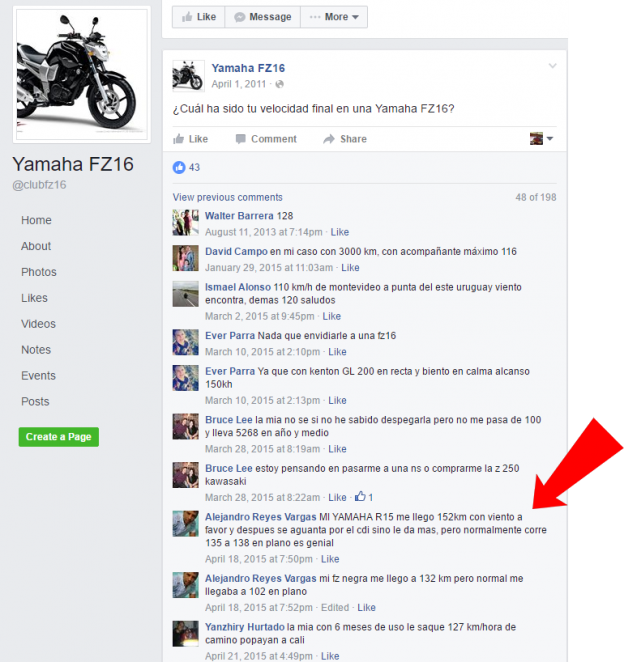 Like Message ··· More
Yamaha FZ16
April 1, 2011 ·
¿Cuál ha sido tu velocidad final en una Yamaha FZ16?
Like Comment Share
43
Yamaha FZ16
@clubfz16
Home
About
Photos
Likes
Videos
Notes
Events
Posts
Create a Page
View previous comments 48 of 198
Walter Barrera 128
August 11, 2013 at 7:14pm · Like
David Campo en mi caso con 3000 km, con acompañante máximo 116
January 29, 2015 at 11:03am · Like
Ismael Alonso 110 km/h de montevideo a punta del este uruguay viento
encontra, demas 120 saludos
March 2, 2015 at 9:45pm · Like
Ever Parra Nada que envidiarle a una fz16
March 10, 2015 at 2:10pm · Like
Ever Parra Ya que con kenton GL 200 en recta y biento en calma alcanso
150kh
March 10, 2015 at 2:13pm · Like
Bruce Lee la mia no se si no he sabido despegarla pero no me pasa de 100
y lleva 5268 en año y medio
March 28, 2015 at 8:19am · Like
Bruce Lee estoy pensando en pasarme a una ns o comprarme la z 250
kawasaki
March 28, 2015 at 8:22am · Like · 1
Alejandro Reyes Vargas MI YAMAHA R15 me llego 152km con viento a
favor y despues se aguanta por el cdi sino le da mas, pero normalmente corre
135 a 138 en plano es genial
April 18, 2015 at 7:50pm · Like
Alejandro Reyes Vargas mi fz negra me llego a 132 km pero normal me
llegaba a 102 en plano
April 18, 2015 at 7:52pm · Edited · Like
Yanzhiry Hurtado la mia con 6 meses de uso le saque 127 km/hora de
camino popayan a cali
April 21, 2015 at 4:49pm · Like